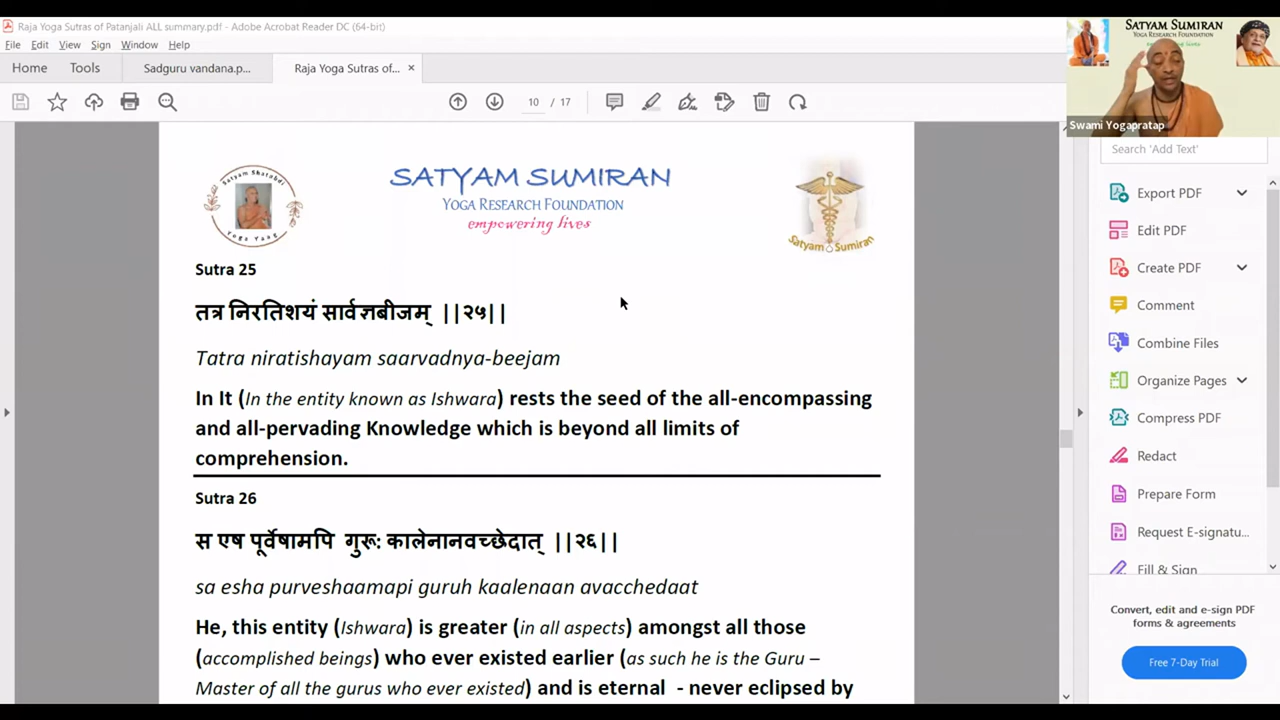 Raja Yoga Sutras of Patanjali ALL summary.pdf - Adobe Acrobat Reader DC (64-bit)
File Edit View Sign Window Help
Home Tools Sadguru vandana.p... Raja Yoga Sutras of... ×
10 / 17
SATYAM SUMIRAN
YOGA RESEARCH FOUNDATION
Swami Yogapratap
Search 'Add Text'
Export PDF
Edit PDF
Create PDF
Comment
Combine Files
Organize Pages
Compress PDF
Redact
Prepare Form
Request E-signatu...
Fill & Sign
Convert, edit and e-sign PDF
forms & agreements
Free 7-Day Trial
Satyam Shatabdi
Yoga Yang
SATYAM SUMIRAN
YOGA RESEARCH FOUNDATION
empowering lives
Satyam Sumiran
Sutra 25
तत्र निरतिशयं सार्वज्ञबीजम् ||२५||
Tatra niratishayam saarvadnya-beejam
In It (In the entity known as Ishwara) rests the seed of the all-encompassing
and all-pervading Knowledge which is beyond all limits of
comprehension.
Sutra 26
स एष पूर्वेषामपि गुरू: कालेनानवच्छेदात् ||२६||
sa esha purveshaamapi guruh kaalenaan avacchedaat
He, this entity (Ishwara) is greater (in all aspects) amongst all those
(accomplished beings) who ever existed earlier (as such he is the Guru –
Master of all the gurus who ever existed) and is eternal - never eclipsed by